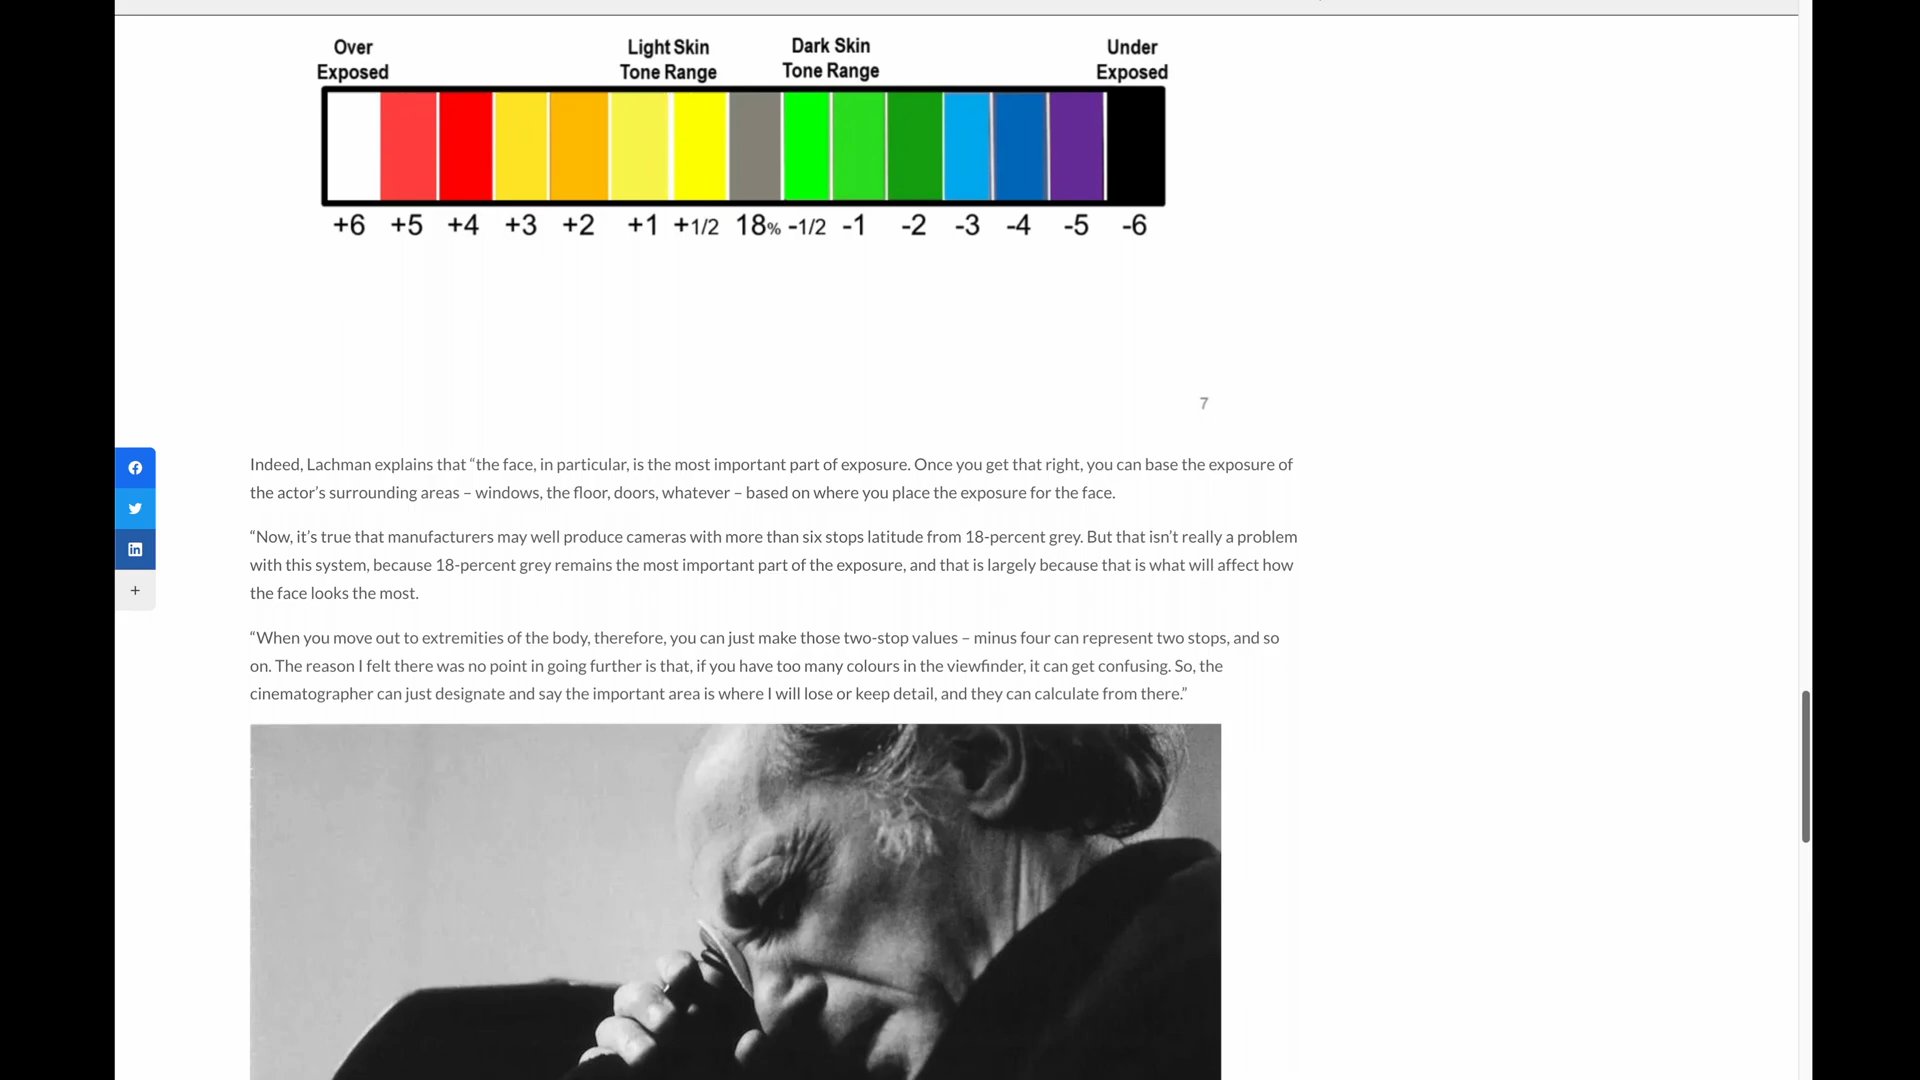 Over Exposed
Light Skin Tone Range
Dark Skin Tone Range
Under Exposed
+6 +5 +4 +3 +2 +1 +1/2 18% -1/2 -1 -2 -3 -4 -5 -6
7
Indeed, Lachman explains that “the face, in particular, is the most important part of exposure. Once you get that right, you can base the exposure of
the actor’s surrounding areas – windows, the floor, doors, whatever – based on where you place the exposure for the face.
“Now, it’s true that manufacturers may well produce cameras with more than six stops latitude from 18-percent grey. But that isn’t really a problem
with this system, because 18-percent grey remains the most important part of the exposure, and that is largely because that is what will affect how
the face looks the most.
“When you move out to extremities of the body, therefore, you can just make those two-stop values – minus four can represent two stops, and so
on. The reason I felt there was no point in going further is that, if you have too many colours in the viewfinder, it can get confusing. So, the
cinematographer can just designate and say the important area is where I will lose or keep detail, and they can calculate from there.”